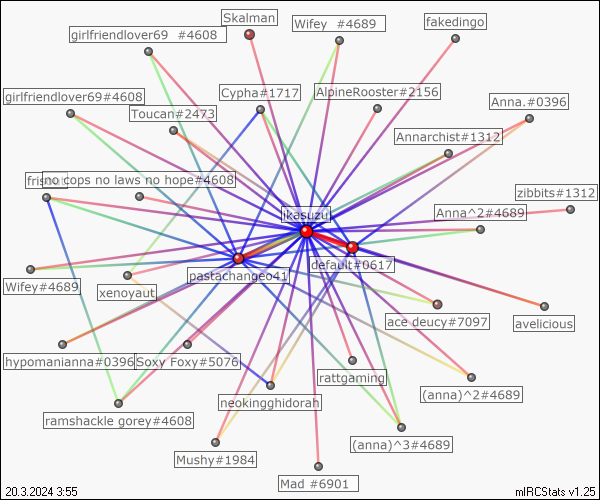 Skalman
Wifey #4689
fakedingo
girlfriendlover69 #4608
Cypha#1717
AlpineRooster#2156
girlfriendlover69#4608
Toucan#2473
Anna.#0396
Annarchist#1312
no cops no laws no hope#4608
zibbits#1312
jkasuzuk
Anna^2#4689
default#0617
pastachangeo41
Wifey#4689
xenoyaut
ace deucy#7097
avelicious
hypomanianna#0396
Soxy Foxy#5076
rattgaming
neokingghidorah
(anna)^2#4689
ramshackle gorey#4608
(anna)^3#4689
Mushy#1984
Mad #6901
20.3.2024 3:55
mIRCStats v1.25